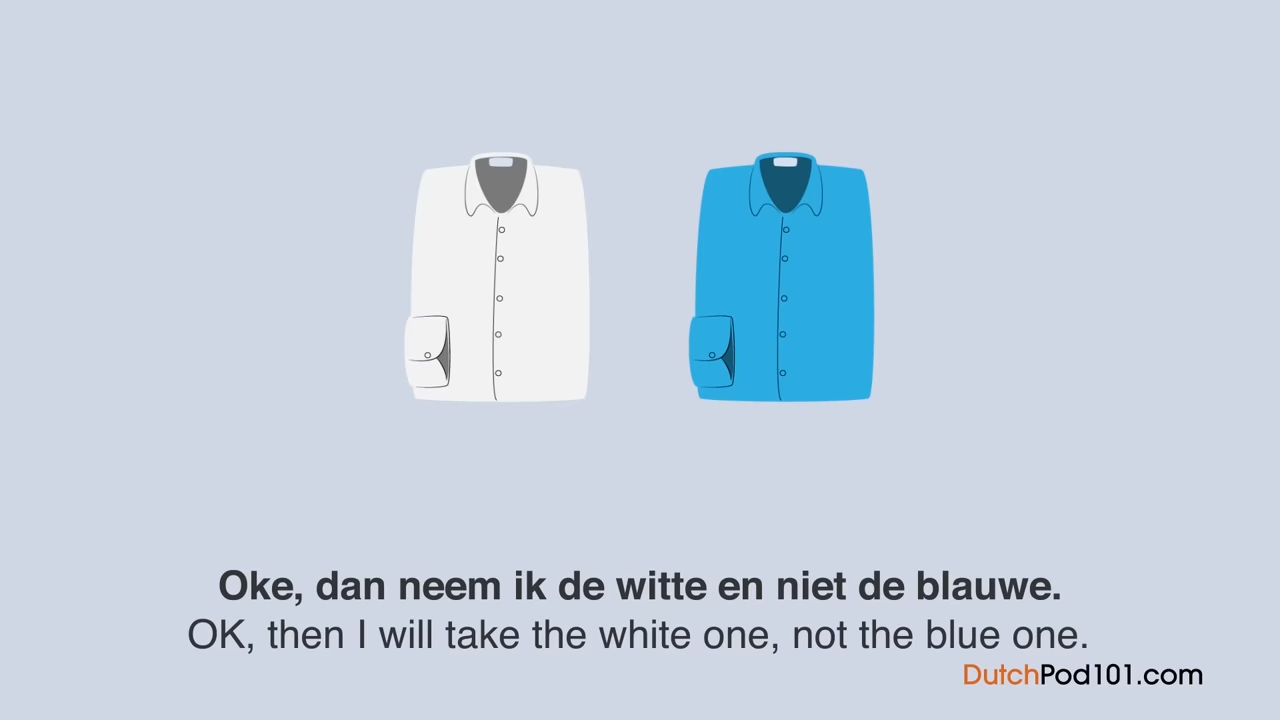 Oke, dan neem ik de witte en niet de blauwe.
OK, then I will take the white one, not the blue one.
DutchPod101.com